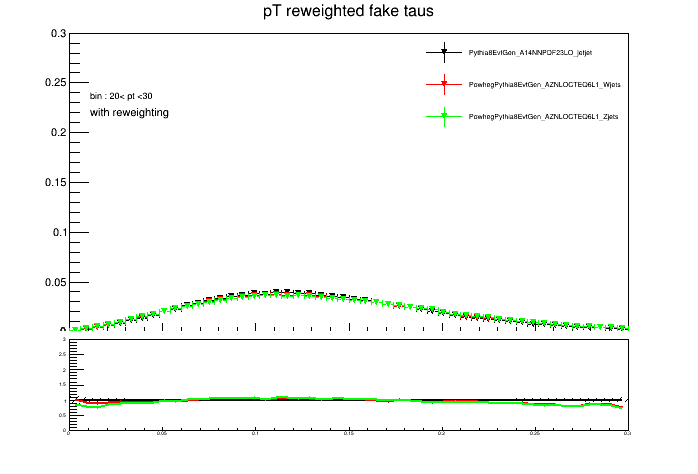 pT reweighted fake taus
0.3
0.25
0.2
0.15
0.1
0.05
bin : 20< pt <30
with reweighting
Pythia8EvtGen_A14NNPDF23LO_jetjet
PowhegPythia8EvtGen_AZNLOCTEQ6L1_Wjets
PowhegPythia8EvtGen_AZNLOCTEQ6L1_Zjets
3
2.5
2
1.5
1
0.5
0
0 0.05 0.1 0.15 0.2 0.25 0.3